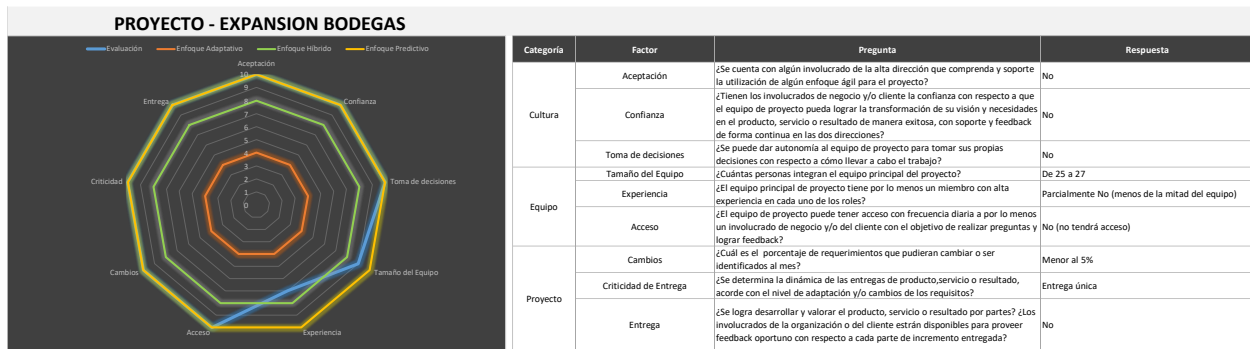 PROYECTO - EXPANSION BODEGAS
Evaluación
Enfoque Adaptativo
Enfoque Híbrido
Enfoque Predictivo
Aceptación
10
9
8
7
6
5
4
3
2
1
0
Confianza
Toma de decisiones
Tamaño del Equipo
Experiencia
Acceso
Cambios
Criticidad
Entrega
Categoría Factor Pregunta Respuesta
Cultura
Aceptación
¿Se cuenta con algún involucrado de la alta dirección que comprenda y soporte
la utilización de algún enfoque ágil para el proyecto?
No
Confianza
¿Tienen los involucrados de negocio y/o cliente la confianza con respecto a que
el equipo de proyecto pueda lograr la transformación de su visión y necesidades
en el producto, servicio o resultado de manera exitosa, con soporte y feedback
de forma continua en las dos direcciones?
No
Toma de decisiones
¿Se puede dar autonomía al equipo de proyecto para tomar sus propias
decisiones con respecto a cómo llevar a cabo el trabajo?
No
Equipo
Tamaño del Equipo
¿Cuántas personas integran el equipo principal del proyecto?
De 25 a 27
Experiencia
¿El equipo principal de proyecto tiene por lo menos un miembro con alta
experiencia en cada uno de los roles?
Parcialmente No (menos de la mitad del equipo)
Acceso
¿El equipo de proyecto puede tener acceso con frecuencia diaria a por lo menos
un involucrado de negocio y/o del cliente con el objetivo de realizar preguntas y
lograr feedback?
No (no tendrá acceso)
Proyecto
Cambios
¿Cuál es el porcentaje de requerimientos que pudieran cambiar o ser
identificados al mes?
Menor al 5%
Criticidad de Entrega
¿Se determina la dinámica de las entregas de producto,servicio o resultado,
acorde con el nivel de adaptación y/o cambios de los requisitos?
Entrega única
Entrega
¿Se logra desarrollar y valorar el producto, servicio o resultado por partes? ¿Los
involucrados de la organización o del cliente estarán disponibles para proveer
feedback oportuno con respecto a cada parte de incremento entregada?
No